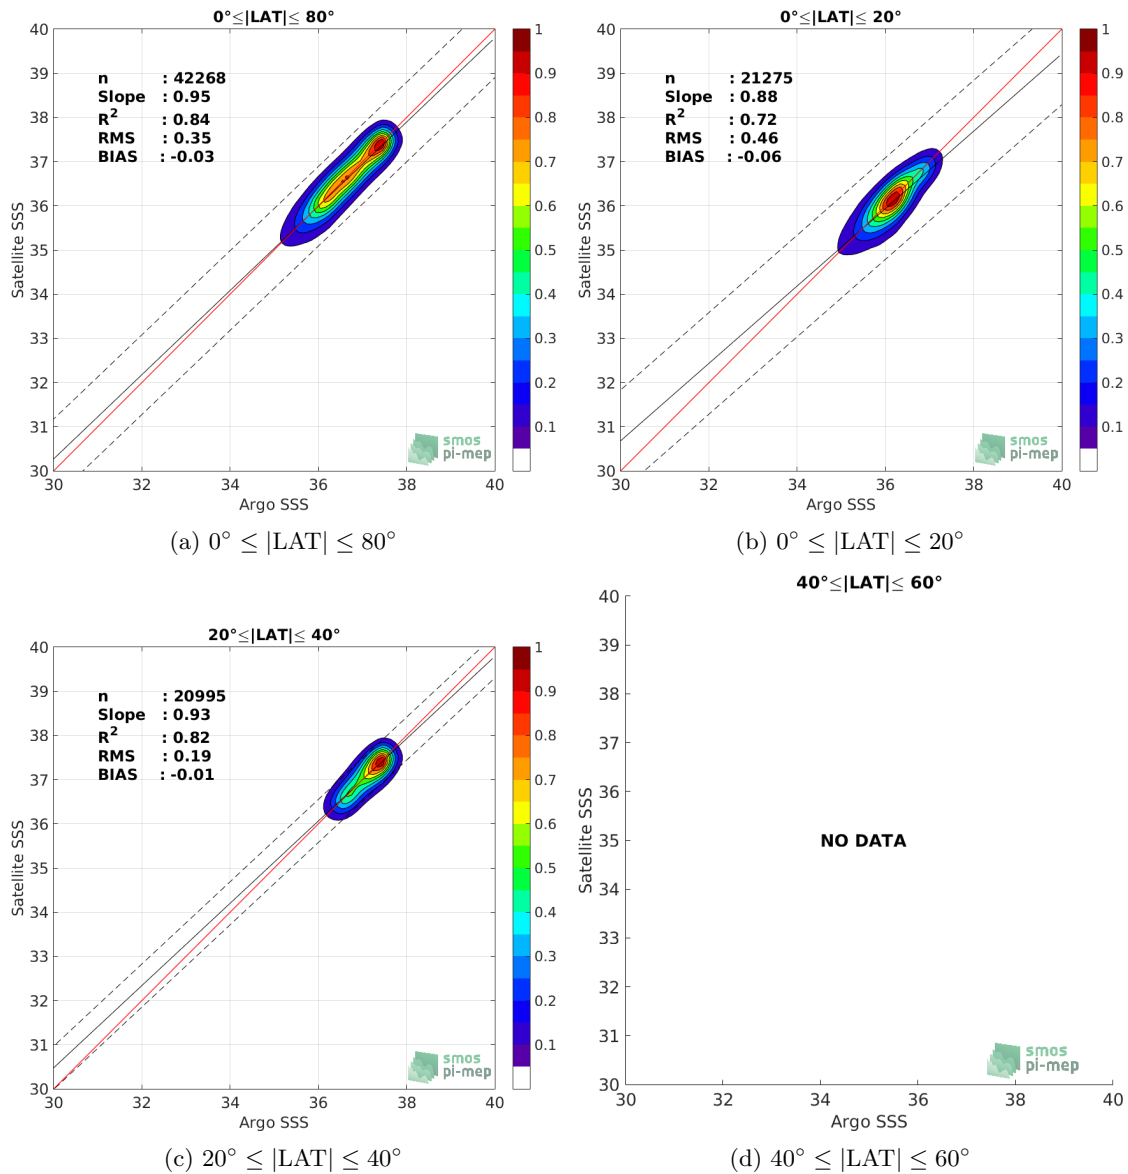 0°≤|LAT|≤ 80°
n : 42268
Slope : 0.95
R2 : 0.84
RMS : 0.35
BIAS : -0.03
40
39
38
37
36
35
34
33
32
31
30
Satellite SSS
30 32 34 36 38 40
Argo SSS
1
0.9
0.8
0.7
0.6
0.5
0.4
0.3
0.2
0.1
smos
pi-mep
(a) 0° ≤ |LAT| ≤ 80°
0°≤|LAT|≤ 20°
n : 21275
Slope : 0.88
R2 : 0.72
RMS : 0.46
BIAS : -0.06
40
39
38
37
36
35
34
33
32
31
30
Satellite SSS
30 32 34 36 38 40
Argo SSS
1
0.9
0.8
0.7
0.6
0.5
0.4
0.3
0.2
0.1
smos
pi-mep
(b) 0° ≤ |LAT| ≤ 20°
20°≤|LAT|≤ 40°
n : 20995
Slope : 0.93
R2 : 0.82
RMS : 0.19
BIAS : -0.01
40
39
38
37
36
35
34
33
32
31
30
Satellite SSS
30 32 34 36 38 40
Argo SSS
1
0.9
0.8
0.7
0.6
0.5
0.4
0.3
0.2
0.1
smos
pi-mep
(c) 20° ≤ |LAT| ≤ 40°
40°≤|LAT|≤ 60°
40
39
38
37
36
35
34
33
32
31
30
Satellite SSS
NO DATA
30 32 34 36 38 40
Argo SSS
smos
pi-mep
(d) 40° ≤ |LAT| ≤ 60°